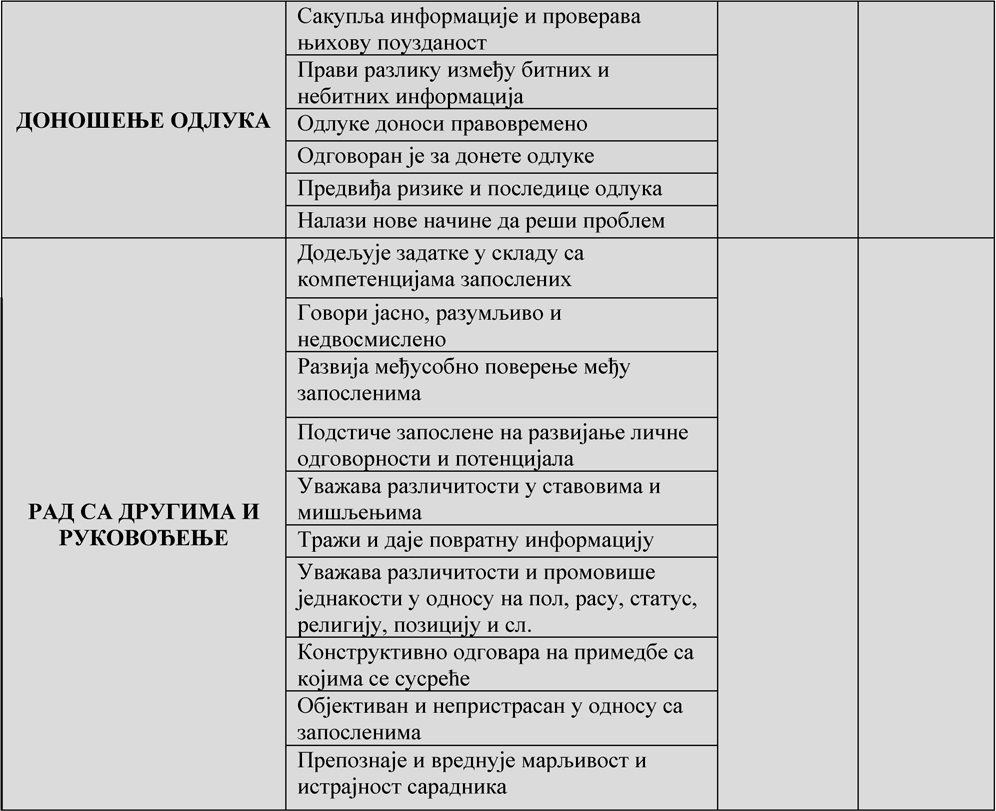 ДОНОШЕЊЕ ОДЛУКА
Сакупља информације и проверава
њихову поузданост
Прави разлику између битних и
небитних информација
Одлуке доноси правовремено
Одговоран је за донете одлуке
Предвиђа ризике и последице одлука
Налази нове начине да реши проблем
РАД СА ДРУГИМА И
РУКОВОЂЕЊЕ
Додељује задатке у складу са
компетенцијама запослених
Говори јасно, разумљиво и
недвосмислено
Развија међусобно поверење међу
запосленима
Подстиче запослене на развијање личне
одговорности и потенцијала
Уважава различитости у ставовима и
мишљењима
Тражи и даје повратну информацију
Уважава различитости и промовише
једнакости у односу на пол, расу, статус,
религију, позицију и сл.
Конструктивно одговара на примедбе са
којима се сусреће
Објективан и непристрасан у односу са
запосленима
Препознаје и вреднује марљивост и
истрајност сарадника